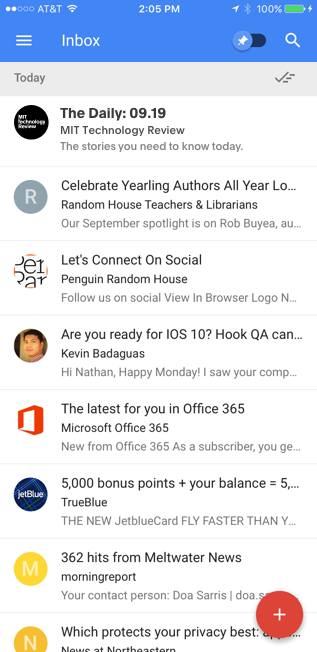 AT&T 2:05 PM 100%
Inbox
Today
MIT Technology Review
The Daily: 09.19
MIT Technology Review
The stories you need to know today.
R
Celebrate Yearling Authors All Year Lo...
Random House Teachers & Librarians
Our September spotlight is on Rob Buyea, au...
Let's Connect On Social
Penguin Random House
Follow us on social View In Browser Logo N...
Are you ready for IOS 10? Hook QA can...
Kevin Badaguas
Hi Nathan, Happy Monday! I saw your comp...
The latest for you in Office 365
Microsoft Office 365
New from Office 365 As a subscriber, you ge...
jetBlue
5,000 bonus points + your balance = 5,...
TrueBlue
THE NEW JetblueCard FLY FASTER THAN Y...
M
362 hits from Meltwater News
morningreport
Your contact person: Doa Sarris | doa.s
+
N
Which protects your privacy best:
News at Northeastern